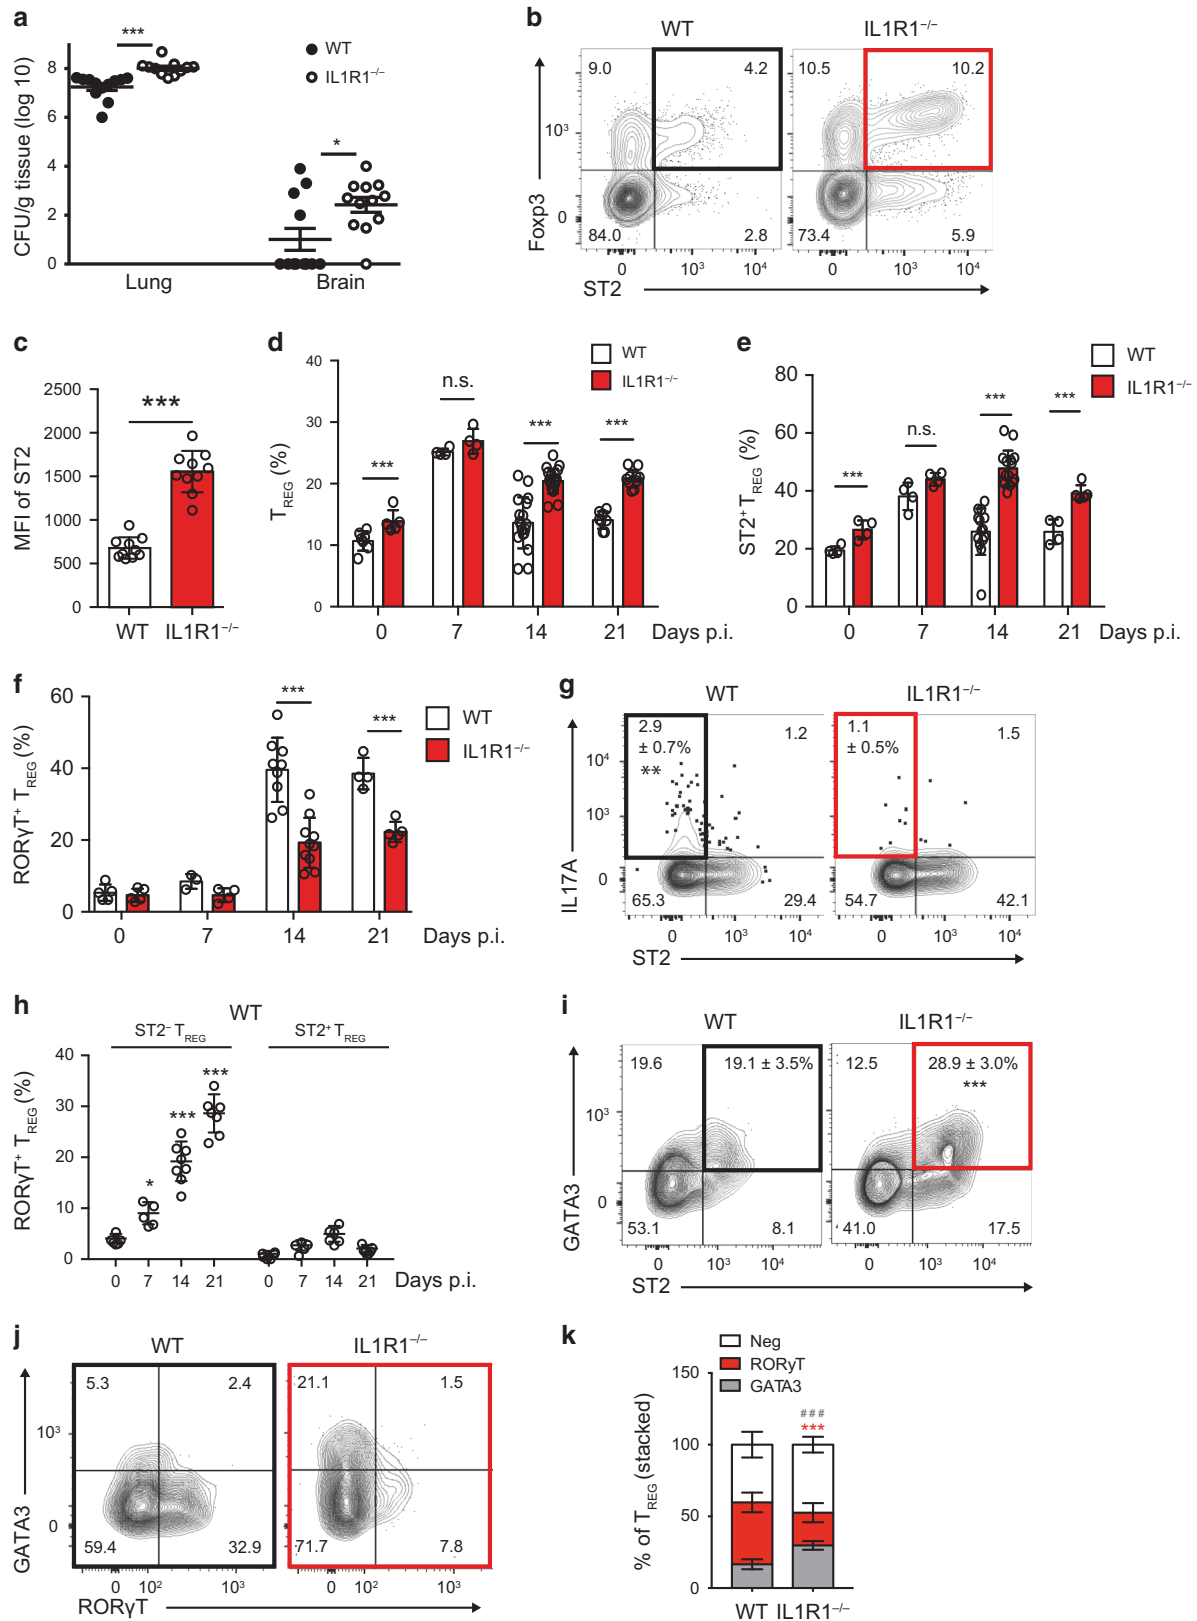 a
***
WT
IL1R1−/−
*
CFU/g tissue (log 10)
8
6
4
2
0
Lung
Brain
b
WT
IL1R1−/−
9.0
4.2
10.5
10.2
10³
0
84.0
2.8
73.4
5.9
0
10³
10⁴
0
10³
10⁴
Foxp3
ST2
c
***
MFI of ST2
2500
2000
1500
1000
500
0
WT
IL1R1−/−
d
WT
IL1R1−/−
TREG (%)
40
30
20
10
0
***
n.s.
***
***
0
7
14
21
Days p.i.
e
WT
IL1R1−/−
ST2+ TREG (%)
80
60
40
20
0
***
n.s.
***
***
0
7
14
21
Days p.i.
f
WT
IL1R1−/−
RORγT+ TREG (%)
60
40
20
0
***
***
0
7
14
21
Days p.i.
g
WT
IL1R1−/−
2.9
± 0.7%
**
1.2
1.1
± 0.5%
1.5
10⁴
10³
0
65.3
29.4
54.7
42.1
0
10³
10⁴
0
10³
10⁴
IL17A
ST2
h
WT
ST2− TREG
ST2+ TREG
RORγT+ TREG (%)
40
30
20
10
0
*
***
***
0
7
14
21
0
7
14
21
Days p.i.
i
WT
IL1R1−/−
19.6
19.1 ± 3.5%
12.5
28.9 ± 3.0%
***
10³
0
53.1
8.1
41.0
17.5
0
10³
10⁴
0
10³
10⁴
GATA3
ST2
j
WT
IL1R1−/−
5.3
2.4
21.1
1.5
10³
0
59.4
32.9
71.7
7.8
0
10²
10³
0
10²
10³
GATA3
RORγT
k
Neg
RORγT
GATA3
% of TREG (stacked)
150
100
50
0
###
***
WT
IL1R1−/−